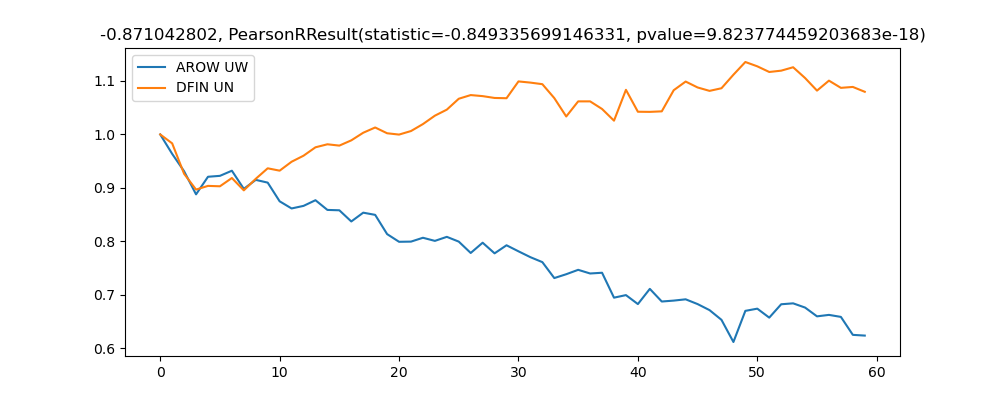 -0.871042802, PearsonRResult(statistic=-0.849335699146331, pvalue=9.823774459203683e-18)
AROW UW
DFIN UN
1.1
1.0
0.9
0.8
0.7
0.6
0 10 20 30 40 50 60